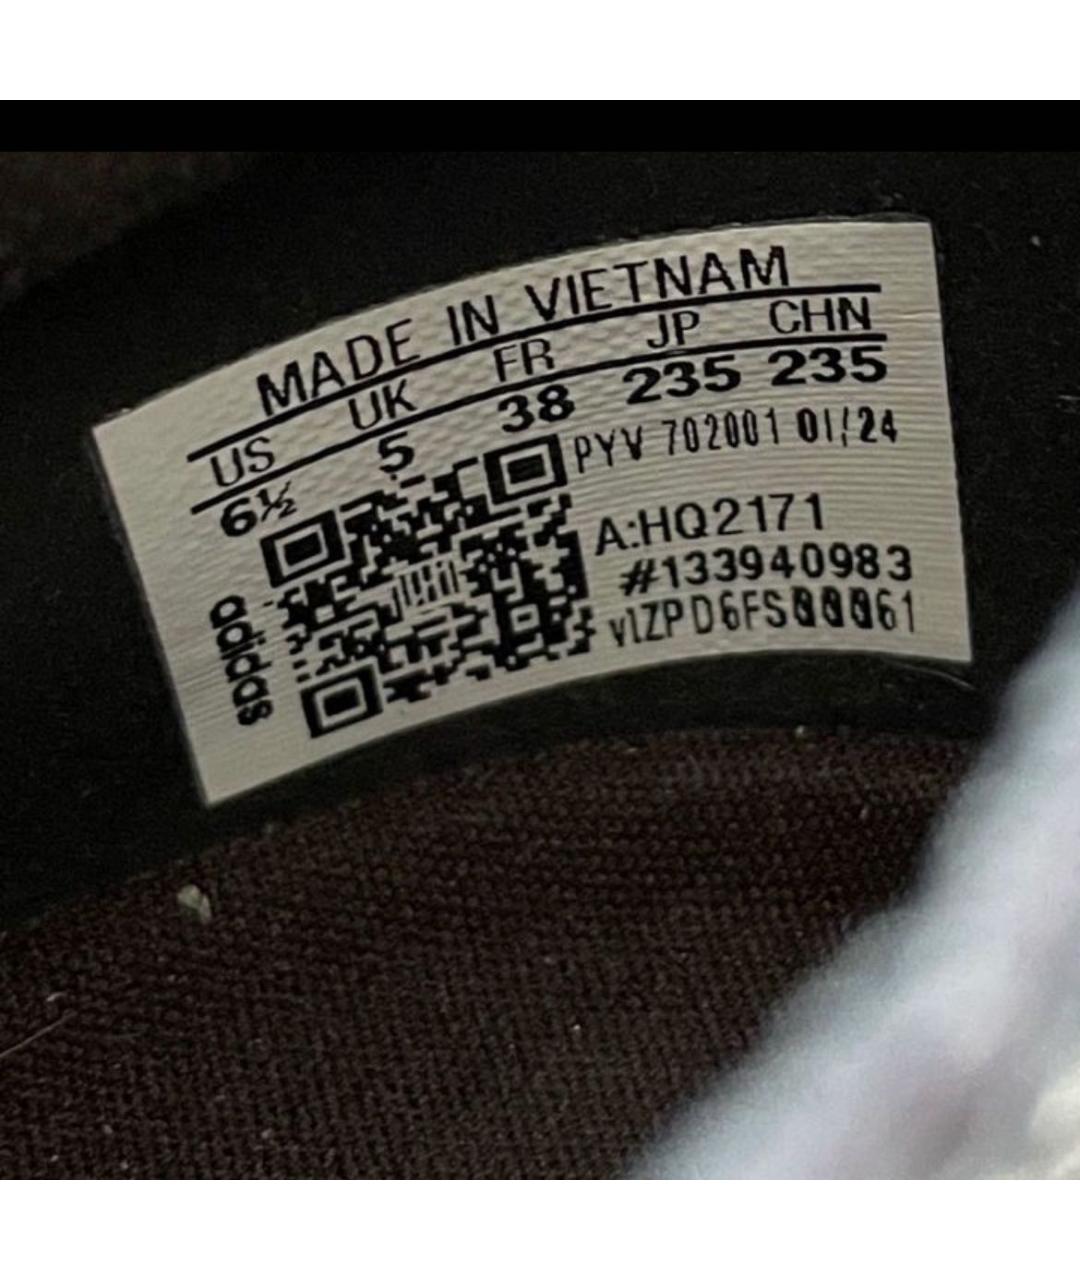 MADE IN VIETNAM
US UK FR JP CHN
6½ 5 38 235 235
PYV 702001 01/24
A:HQ2171
#133940983
adidas